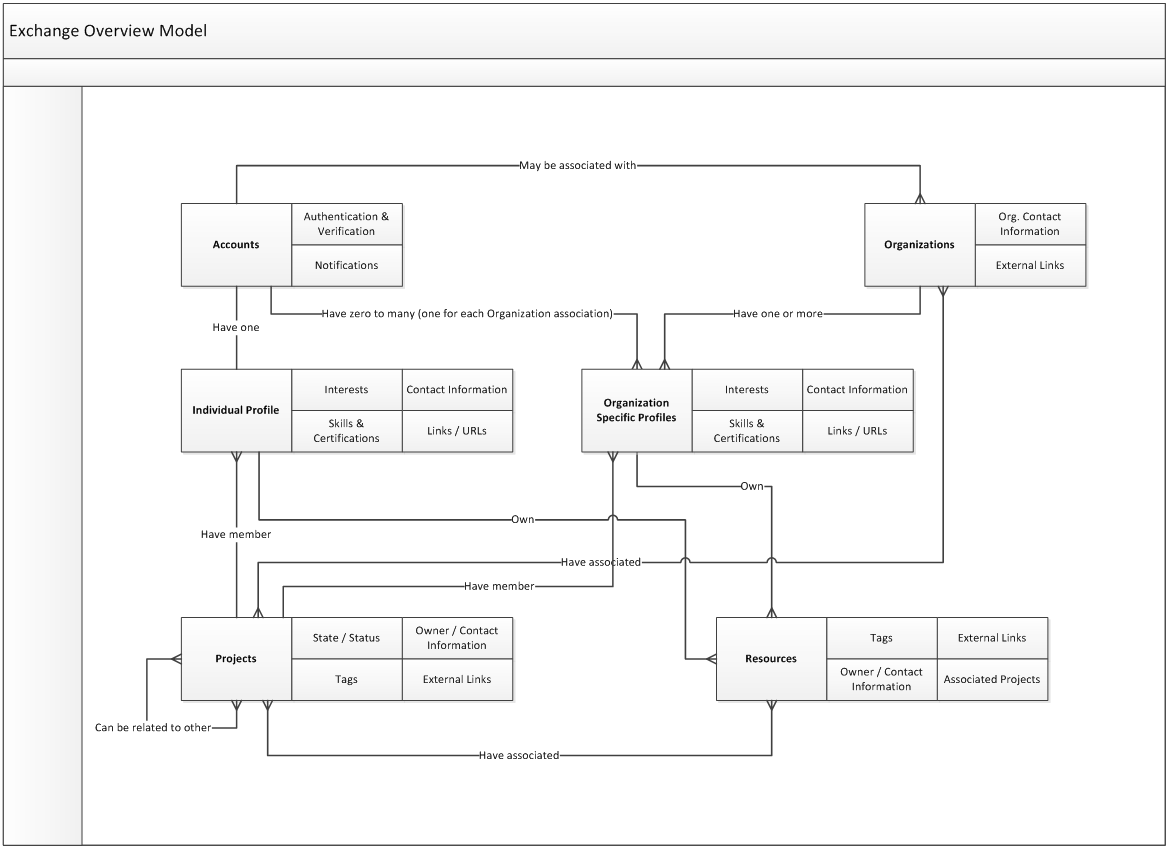 Exchange Overview Model
May be associated with
Accounts
Authentication &
Verification
Notifications
Organizations
Org. Contact
Information
External Links
Have one
Have zero to many (one for each Organization association)
Have one or more
Individual Profile
Interests
Contact Information
Skills &
Certifications
Links / URLs
Organization
Specific Profiles
Interests
Contact Information
Skills &
Certifications
Links / URLs
Own
Own
Have member
Have associated
Have member
Projects
State / Status
Owner / Contact
Information
Tags
External Links
Resources
Tags
External Links
Owner / Contact
Information
Associated Projects
Can be related to other
Have associated